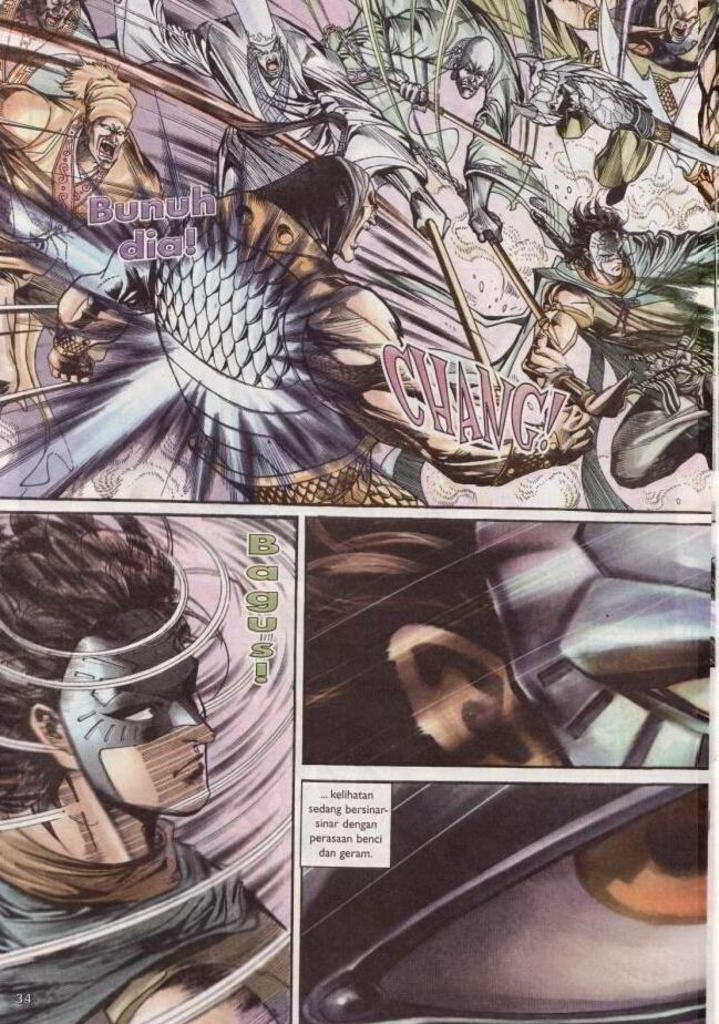 Bunuh
dia!
CHANG!
Bagus!
... kelihatan
sedang bersinar-
sinar dengan
perasaan benci
dan geram.
34